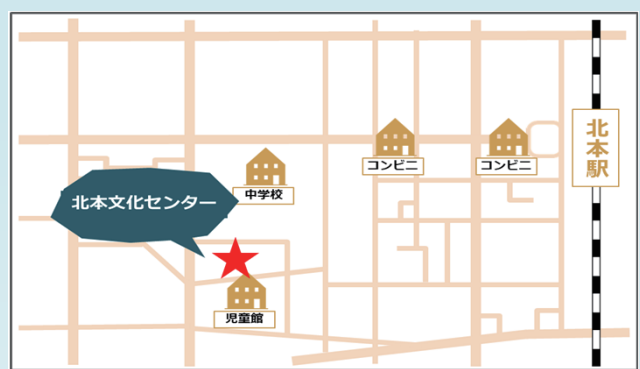 北本駅
コンビニ
コンビニ
中学校
北本文化センター
児童館